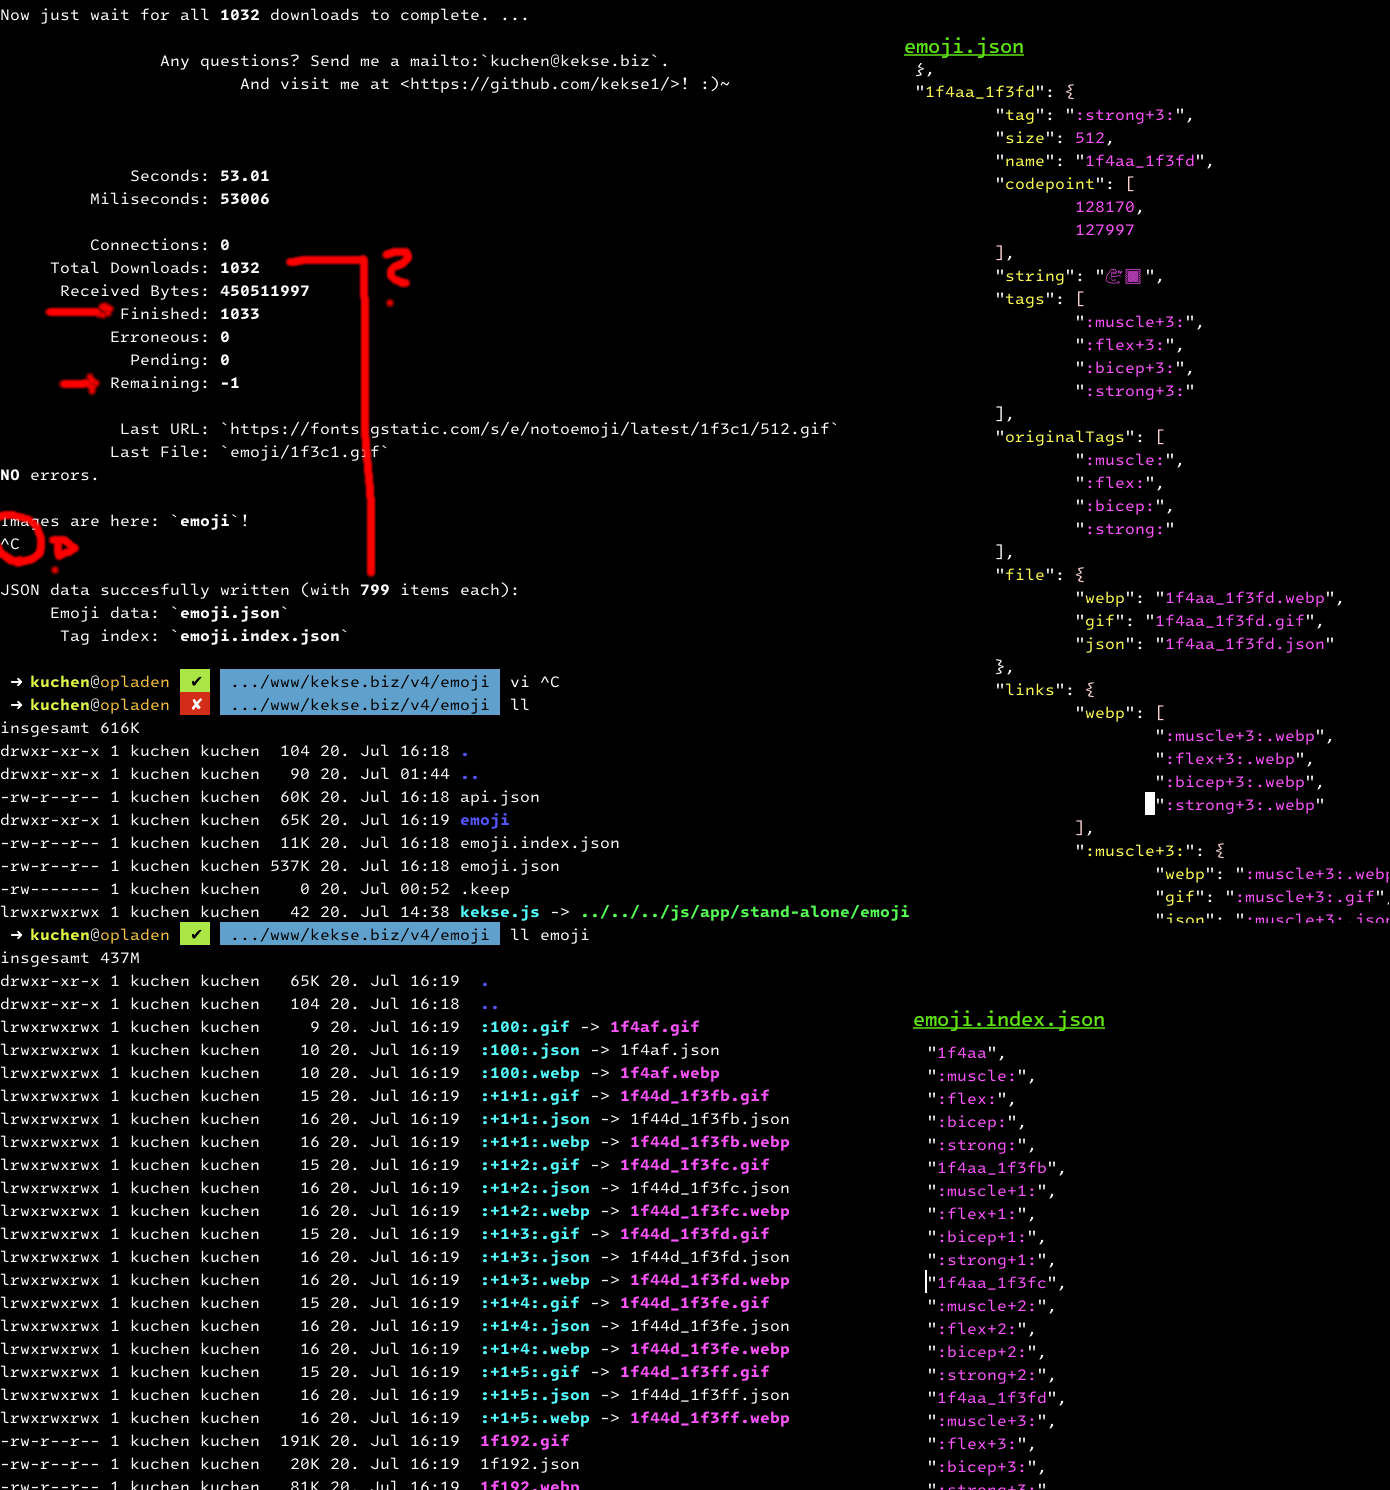 Now just wait for all 1032 downloads to complete. ...
Any questions? Send me a mailto:`kuchen@kekse.biz`.
And visit me at <https://github.com/kekse1/>! :)~
Seconds: 53.01
Miliseconds: 53006
Connections: 0
Total Downloads: 1032
?
Received Bytes: 450511997
Finished: 1033
Erroneous: 0
Pending: 0
Remaining: -1
Last URL: `https://fonts.gstatic.com/s/e/notoemoji/latest/1f3c1/512.gif`
Last File: `emoji/1f3c1.gif`
NO errors.
Images are here: `emoji`!
^C
JSON data succesfully written (with 799 items each):
Emoji data: `emoji.json`
Tag index: `emoji.index.json`
➜ kuchen@opladen ✔ .../www/kekse.biz/v4/emoji vi ^C
➜ kuchen@opladen ✘ .../www/kekse.biz/v4/emoji ll
insgesamt 616K
drwxr-xr-x 1 kuchen kuchen 104 20. Jul 16:18 .
drwxr-xr-x 1 kuchen kuchen 90 20. Jul 01:44 ..
-rw-r--r-- 1 kuchen kuchen 60K 20. Jul 16:18 api.json
drwxr-xr-x 1 kuchen kuchen 65K 20. Jul 16:19 emoji
-rw-r--r-- 1 kuchen kuchen 11K 20. Jul 16:18 emoji.index.json
-rw-r--r-- 1 kuchen kuchen 537K 20. Jul 16:18 emoji.json
-rw------- 1 kuchen kuchen 0 20. Jul 00:52 .keep
lrwxrwxrwx 1 kuchen kuchen 42 20. Jul 14:38 kekse.js -> ../../../js/app/stand-alone/emoji
➜ kuchen@opladen ✔ .../www/kekse.biz/v4/emoji ll emoji
insgesamt 437M
drwxr-xr-x 1 kuchen kuchen 65K 20. Jul 16:19 .
drwxr-xr-x 1 kuchen kuchen 104 20. Jul 16:18 ..
lrwxrwxrwx 1 kuchen kuchen 9 20. Jul 16:19 :100:.gif -> 1f4af.gif
lrwxrwxrwx 1 kuchen kuchen 10 20. Jul 16:19 :100:.json -> 1f4af.json
lrwxrwxrwx 1 kuchen kuchen 10 20. Jul 16:19 :100:.webp -> 1f4af.webp
lrwxrwxrwx 1 kuchen kuchen 15 20. Jul 16:19 :+1+1:.gif -> 1f44d_1f3fb.gif
lrwxrwxrwx 1 kuchen kuchen 16 20. Jul 16:19 :+1+1:.json -> 1f44d_1f3fb.json
lrwxrwxrwx 1 kuchen kuchen 16 20. Jul 16:19 :+1+1:.webp -> 1f44d_1f3fb.webp
lrwxrwxrwx 1 kuchen kuchen 15 20. Jul 16:19 :+1+2:.gif -> 1f44d_1f3fc.gif
lrwxrwxrwx 1 kuchen kuchen 16 20. Jul 16:19 :+1+2:.json -> 1f44d_1f3fc.json
lrwxrwxrwx 1 kuchen kuchen 16 20. Jul 16:19 :+1+2:.webp -> 1f44d_1f3fc.webp
lrwxrwxrwx 1 kuchen kuchen 15 20. Jul 16:19 :+1+3:.gif -> 1f44d_1f3fd.gif
lrwxrwxrwx 1 kuchen kuchen 16 20. Jul 16:19 :+1+3:.json -> 1f44d_1f3fd.json
lrwxrwxrwx 1 kuchen kuchen 16 20. Jul 16:19 :+1+3:.webp -> 1f44d_1f3fd.webp
lrwxrwxrwx 1 kuchen kuchen 15 20. Jul 16:19 :+1+4:.gif -> 1f44d_1f3fe.gif
lrwxrwxrwx 1 kuchen kuchen 16 20. Jul 16:19 :+1+4:.json -> 1f44d_1f3fe.json
lrwxrwxrwx 1 kuchen kuchen 16 20. Jul 16:19 :+1+4:.webp -> 1f44d_1f3fe.webp
lrwxrwxrwx 1 kuchen kuchen 15 20. Jul 16:19 :+1+5:.gif -> 1f44d_1f3ff.gif
lrwxrwxrwx 1 kuchen kuchen 16 20. Jul 16:19 :+1+5:.json -> 1f44d_1f3ff.json
lrwxrwxrwx 1 kuchen kuchen 16 20. Jul 16:19 :+1+5:.webp -> 1f44d_1f3ff.webp
-rw-r--r-- 1 kuchen kuchen 191K 20. Jul 16:19 1f192.gif
-rw-r--r-- 1 kuchen kuchen 20K 20. Jul 16:19 1f192.json
-rw-r--r-- 1 kuchen kuchen 81K 20. Jul 16:19 1f192.webp
emoji.json
},
"1f4aa_1f3fd": {
"tag": ":strong+3:",
"size": 512,
"name": "1f4aa_1f3fd",
"codepoint": [
128170,
127997
],
"string": "💪🏽",
"tags": [
":muscle+3:",
":flex+3:",
":bicep+3:",
":strong+3:"
],
"originalTags": [
":muscle:",
":flex:",
":bicep:",
":strong:"
],
"file": {
"webp": "1f4aa_1f3fd.webp",
"gif": "1f4aa_1f3fd.gif",
"json": "1f4aa_1f3fd.json"
},
"links": {
"webp": [
":muscle+3:.webp",
":flex+3:.webp",
":bicep+3:.webp",
":strong+3:.webp"
],
":muscle+3:": {
"webp": ":muscle+3:.webp
"gif": ":muscle+3:.gif",
"json": ":muscle+3:.json
emoji.index.json
"1f4aa",
":muscle:",
":flex:",
":bicep:",
":strong:",
"1f4aa_1f3fb",
":muscle+1:",
":flex+1:",
":bicep+1:",
":strong+1:",
"1f4aa_1f3fc",
":muscle+2:",
":flex+2:",
":bicep+2:",
":strong+2:",
"1f4aa_1f3fd",
":muscle+3:",
":flex+3:",
":bicep+3:",
":strong+3:",